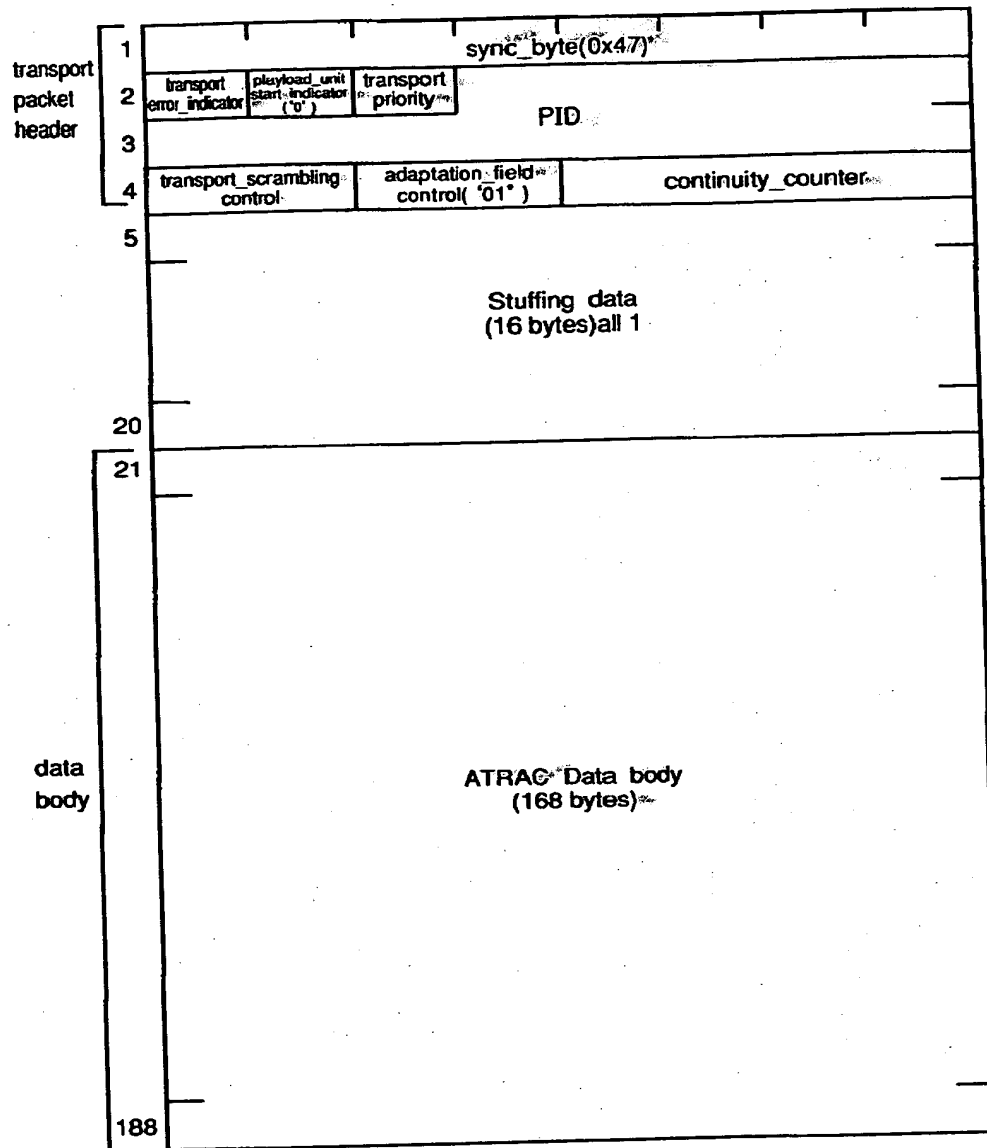 1
sync_byte(0x47)
transport
packet
header
2
transport
error_indicator
playload_unit
start_indicator
('0')
transport
priority
PID
3
4
transport_scrambling
control
adaptation_field
control( "01" )
continuity_counter
5
Stuffing data
(16 bytes)all 1
20
21
data
body
ATRAC Data body
(168 bytes)
188